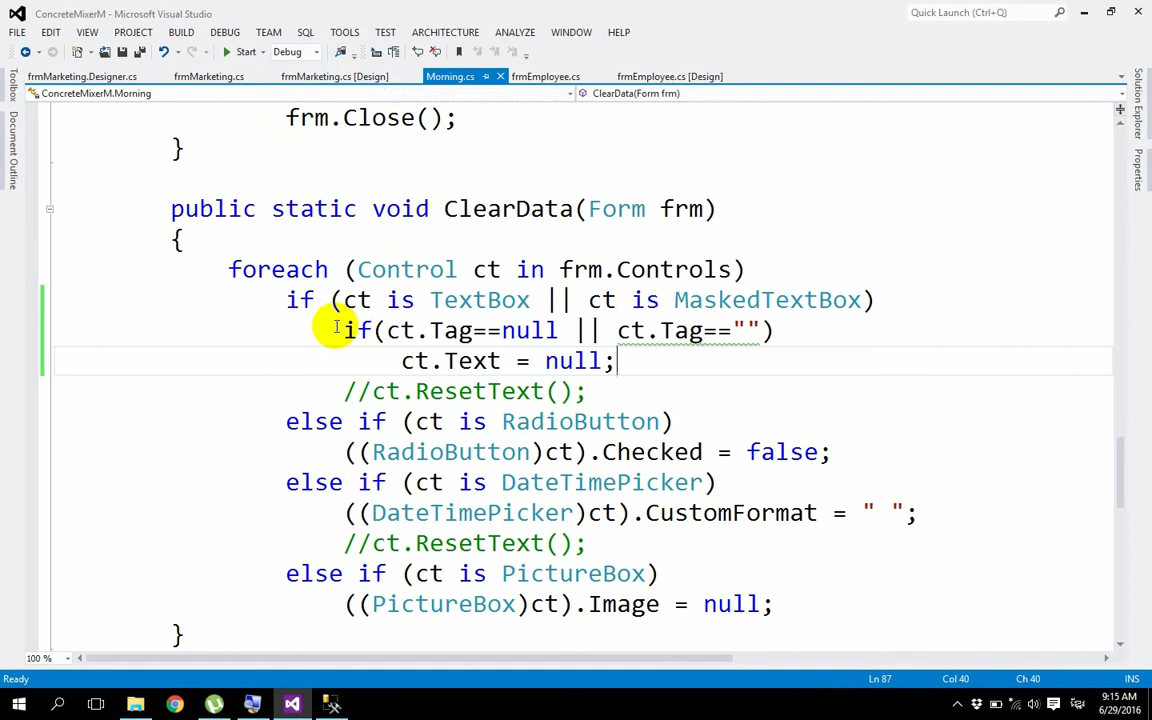 ConcreteMixerM - Microsoft Visual Studio
Quick Launch (Ctrl+Q)
FILE EDIT VIEW PROJECT BUILD DEBUG TEAM SQL TOOLS TEST ARCHITECTURE ANALYZE WINDOW HELP
Start Debug
frmMarketing.Designer.cs frmMarketing.cs frmMarketing.cs [Design] Morning.cs frmEmployee.cs frmEmployee.cs [Design]
ConcreteMixerM.Morning ClearData(Form frm)
Toolbox
Document Outline
Solution Explorer
Properties
frm.Close();
}
public static void ClearData(Form frm)
{
foreach (Control ct in frm.Controls)
if (ct is TextBox || ct is MaskedTextBox)
if(ct.Tag==null || ct.Tag=="")
ct.Text = null;
//ct.ResetText();
else if (ct is RadioButton)
((RadioButton)ct).Checked = false;
else if (ct is DateTimePicker)
((DateTimePicker)ct).CustomFormat = " ";
//ct.ResetText();
else if (ct is PictureBox)
((PictureBox)ct).Image = null;
}
100 %
Ready Ln 87 Col 40 Ch 40 INS
9:15 AM
6/29/2016